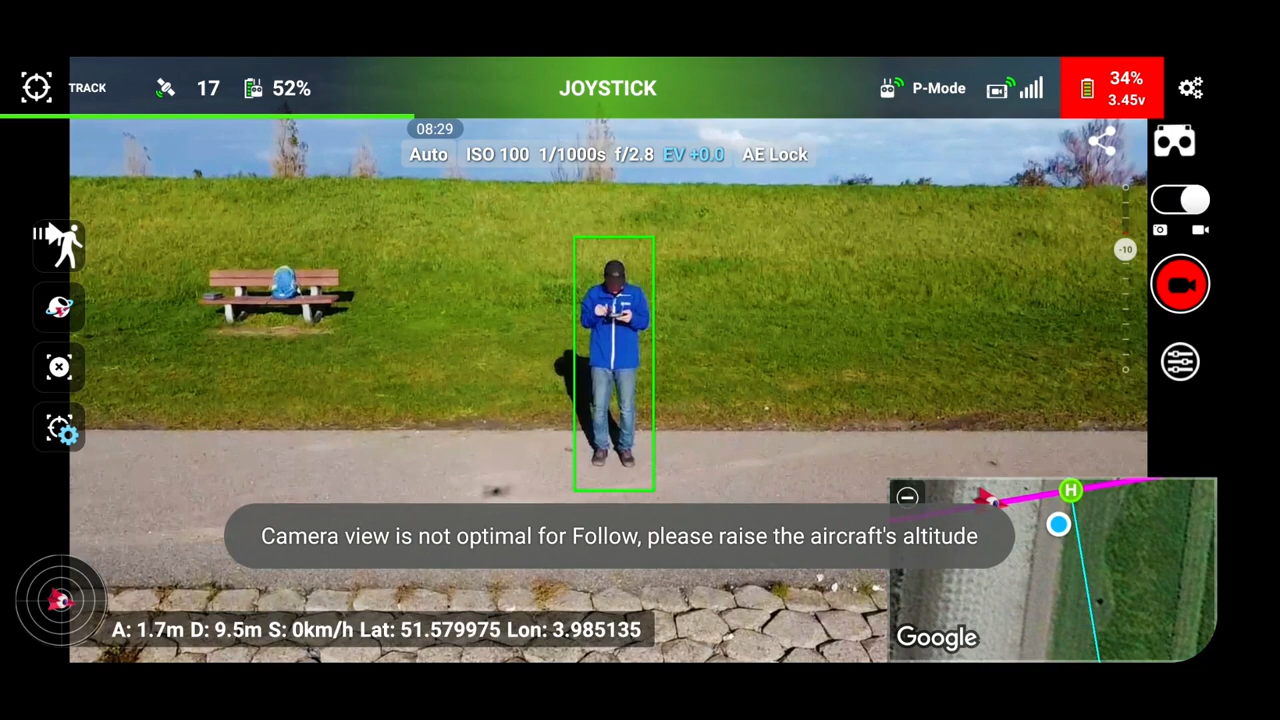 TRACK
17
52%
JOYSTICK
P-Mode
34%
3.45v
08:29
Auto ISO 100 1/1000s f/2.8 EV +0.0 AE Lock
-10
H
Camera view is not optimal for Follow, please raise the aircraft's altitude
A: 1.7m D: 9.5m S: 0km/h Lat: 51.579975 Lon: 3.985135
Google